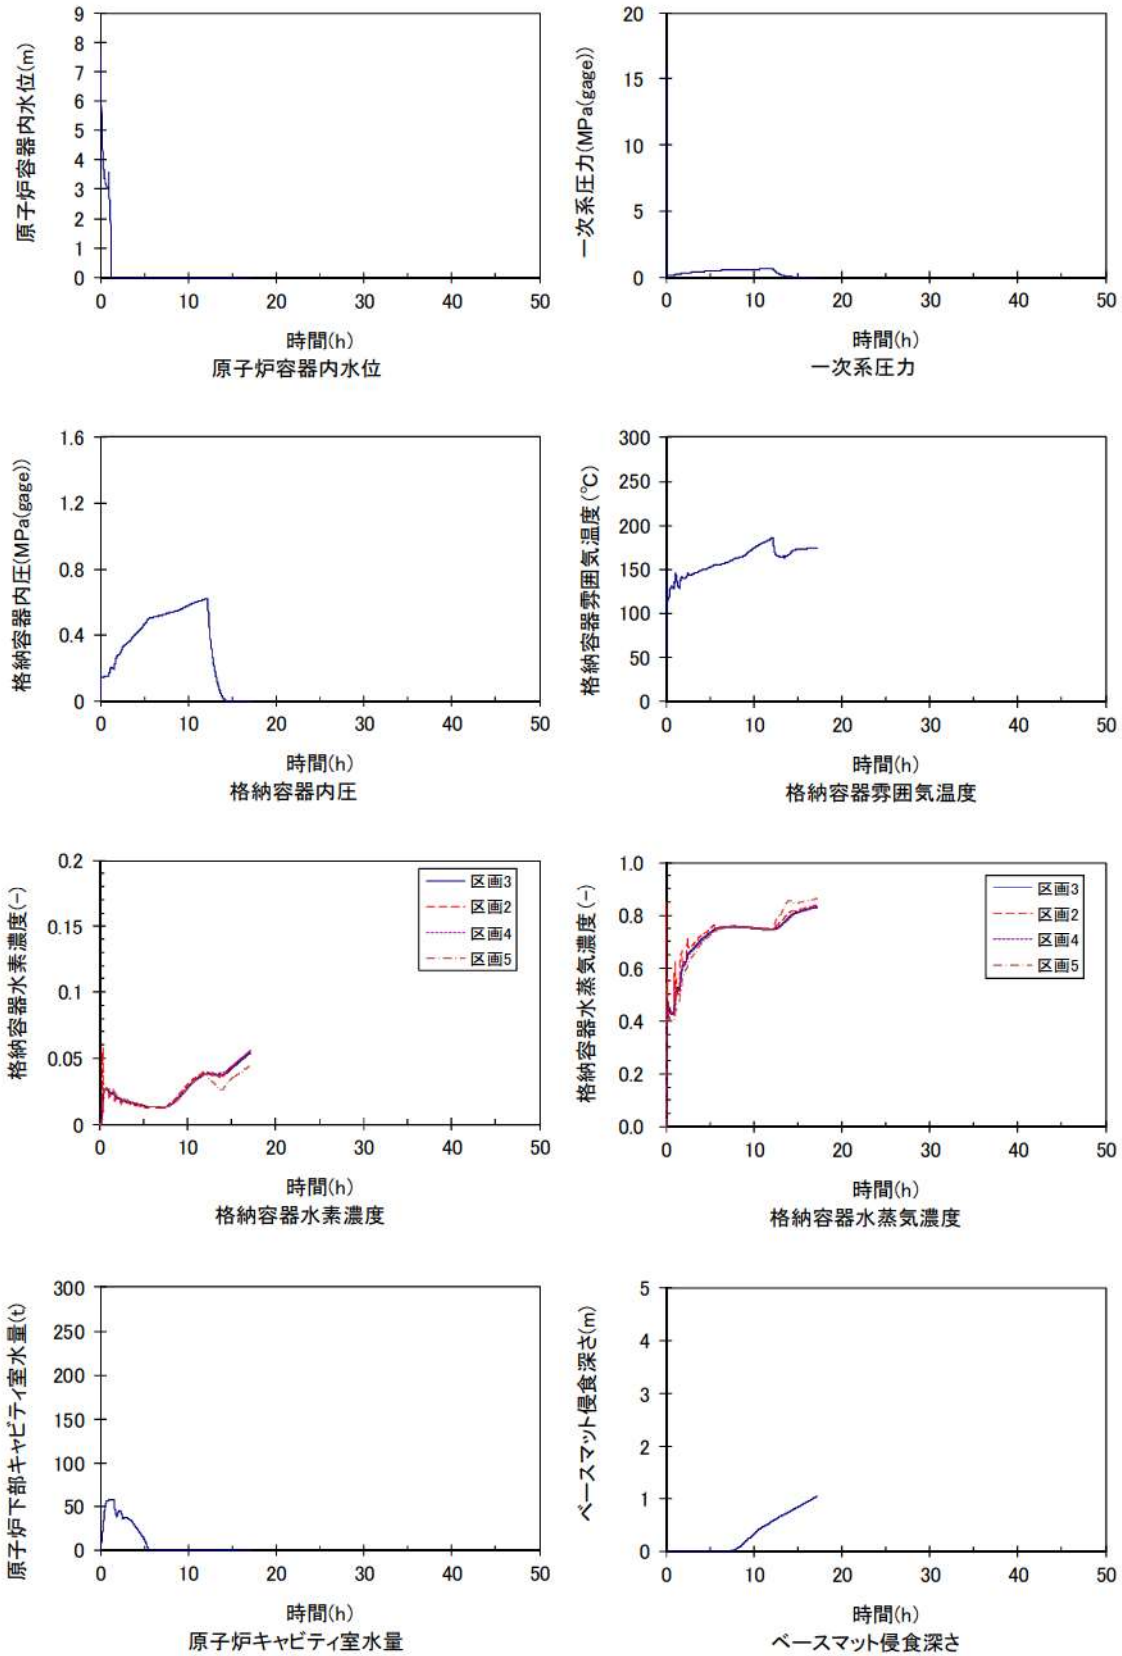 原子炉容器内水位(m)
9
8
7
6
5
4
3
2
1
0
0 10 20 30 40 50
時間(h)
原子炉容器内水位
一次系圧力(MPa(gage))
20
15
10
5
0
0 10 20 30 40 50
時間(h)
一次系圧力
格納容器内圧(MPa(gage))
1.6
1.2
0.8
0.4
0
0 10 20 30 40 50
時間(h)
格納容器内圧
格納容器雰囲気温度(℃)
300
250
200
150
100
50
0
0 10 20 30 40 50
時間(h)
格納容器雰囲気温度
格納容器水素濃度(-)
0.2
0.15
0.1
0.05
0
区画3
区画2
区画4
区画5
0 10 20 30 40 50
時間(h)
格納容器水素濃度
格納容器水蒸気濃度(-)
1.0
0.8
0.6
0.4
0.2
0.0
区画3
区画2
区画4
区画5
0 10 20 30 40 50
時間(h)
格納容器水蒸気濃度
原子炉下部キャビティ室水量(t)
300
250
200
150
100
50
0
0 10 20 30 40 50
時間(h)
原子炉キャビティ室水量
ベースマット侵食深さ(m)
5
4
3
2
1
0
0 10 20 30 40 50
時間(h)
ベースマット侵食深さ